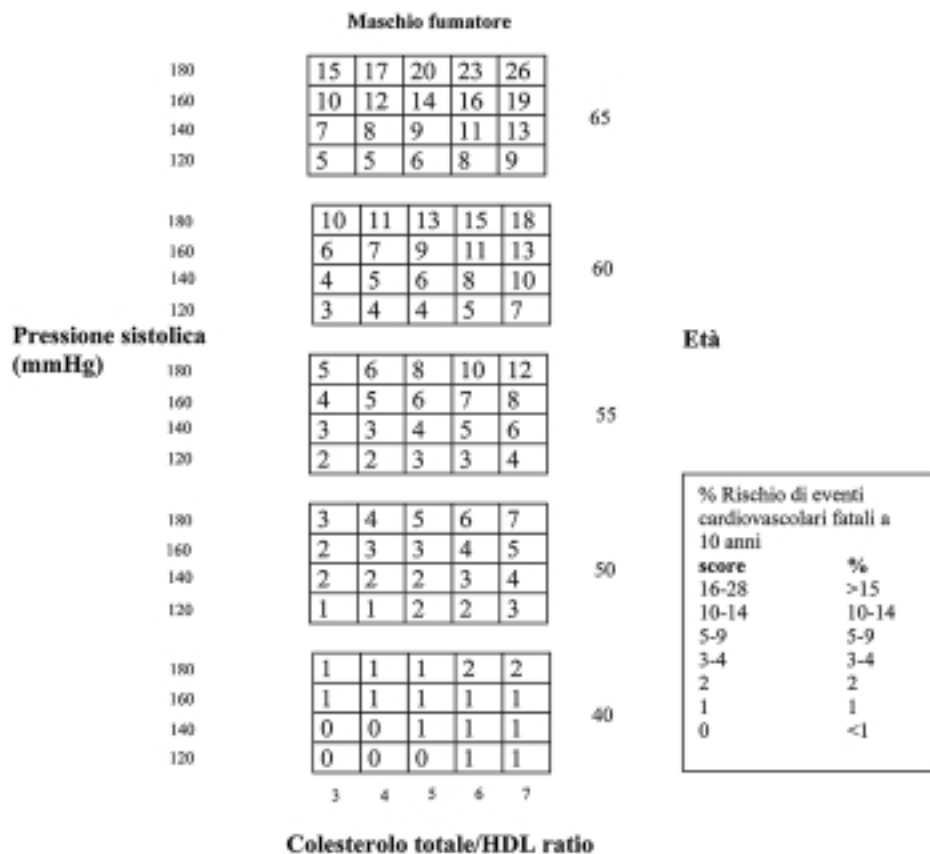 Maschio fumatore
180 15 17 20 23 26
160 10 12 14 16 19
140 7 8 9 11 13
120 5 5 6 8 9
65
180 10 11 13 15 18
160 6 7 9 11 13
140 4 5 6 8 10
120 3 4 4 5 7
60
Pressione sistolica
(mmHg)
Età
180 5 6 8 10 12
160 4 5 6 7 8
140 3 3 4 5 6
120 2 2 3 3 4
55
180 3 4 5 6 7
160 2 3 3 4 5
140 2 2 2 3 4
120 1 1 2 2 3
50
180 1 1 1 2 2
160 1 1 1 1 1
140 0 0 1 1 1
120 0 0 0 1 1
40
3 4 5 6 7
Colesterolo totale/HDL ratio
% Rischio di eventi
cardiovascolari fatali a
10 anni
score %
16-28 >15
10-14 10-14
5-9 5-9
3-4 3-4
2 2
1 1
0 <1